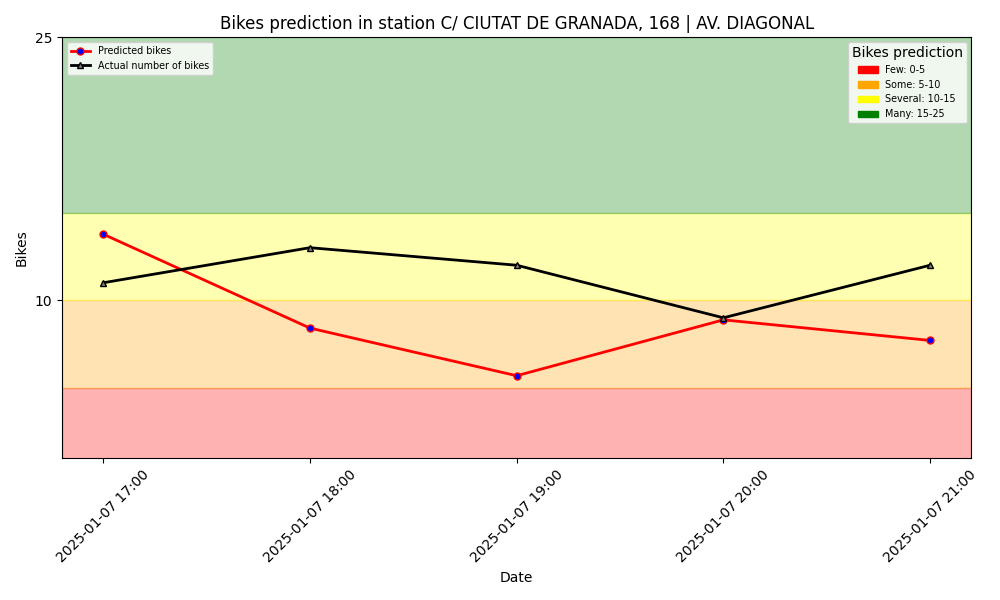 Bikes prediction in station C/ CIUTAT DE GRANADA, 168 | AV. DIAGONAL
25
Predicted bikes
Actual number of bikes
Bikes prediction
Few: 0-5
Some: 5-10
Several: 10-15
Many: 15-25
Bikes
10
2025-01-07 17:00
2025-01-07 18:00
2025-01-07 19:00
2025-01-07 20:00
2025-01-07 21:00
Date